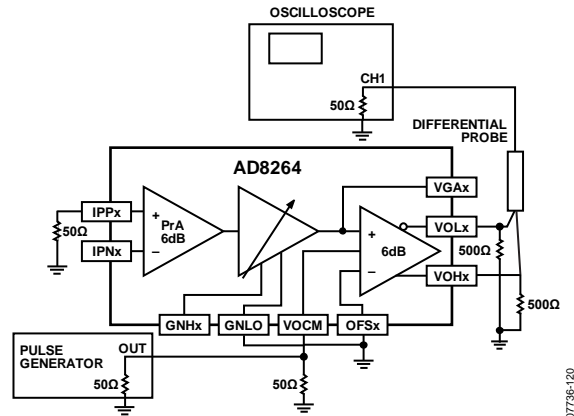 OSCILLOSCOPE
CH1
50Ω
DIFFERENTIAL
PROBE
AD8264
VGAx
IPPx
+
PrA
6dB
–
50Ω
IPNx
+
6dB
–
VOLx
500Ω
VOHx
500Ω
GNHx
GNLO
VOCM
OFSx
PULSE
GENERATOR
OUT
50Ω
50Ω
07736-120